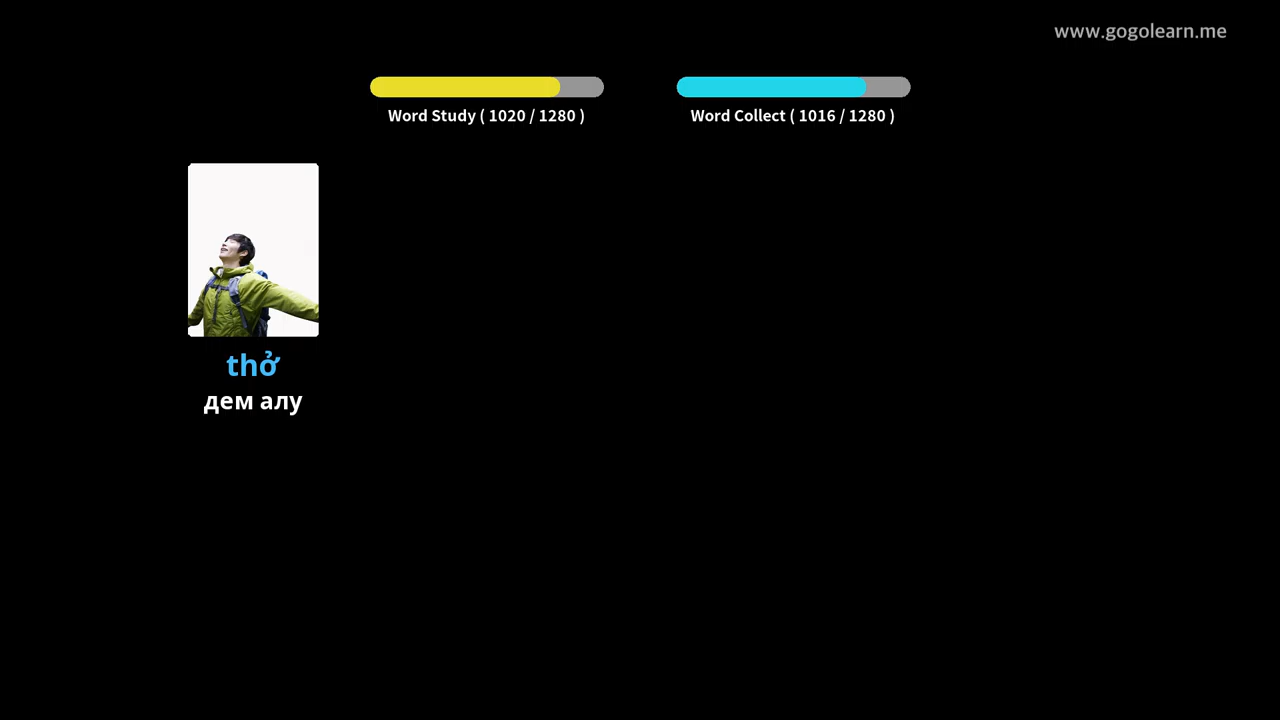 www.gogolearn.me
Word Study ( 1020 / 1280 )
Word Collect ( 1016 / 1280 )
thở
дем алу